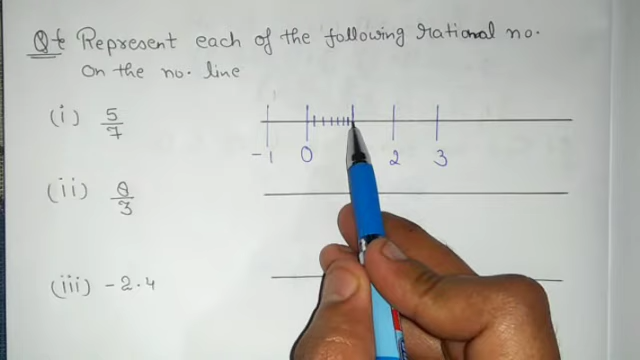 Q1 Represent each of the following rational no.
on the no. line
(i) 5/7
-1 0 2 3
(ii) 8/3
(iii) -2.4